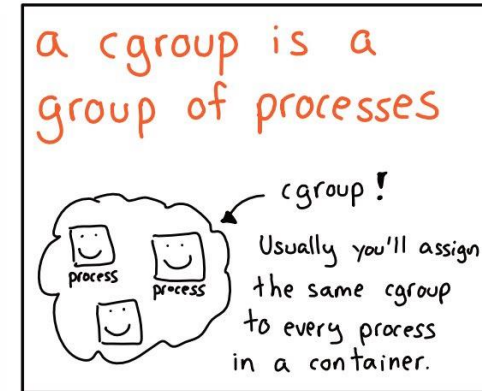 a cgroup is a
group of processes
cgroup!
process
process
Usually you'll assign
the same cgroup
to every process
in a container.